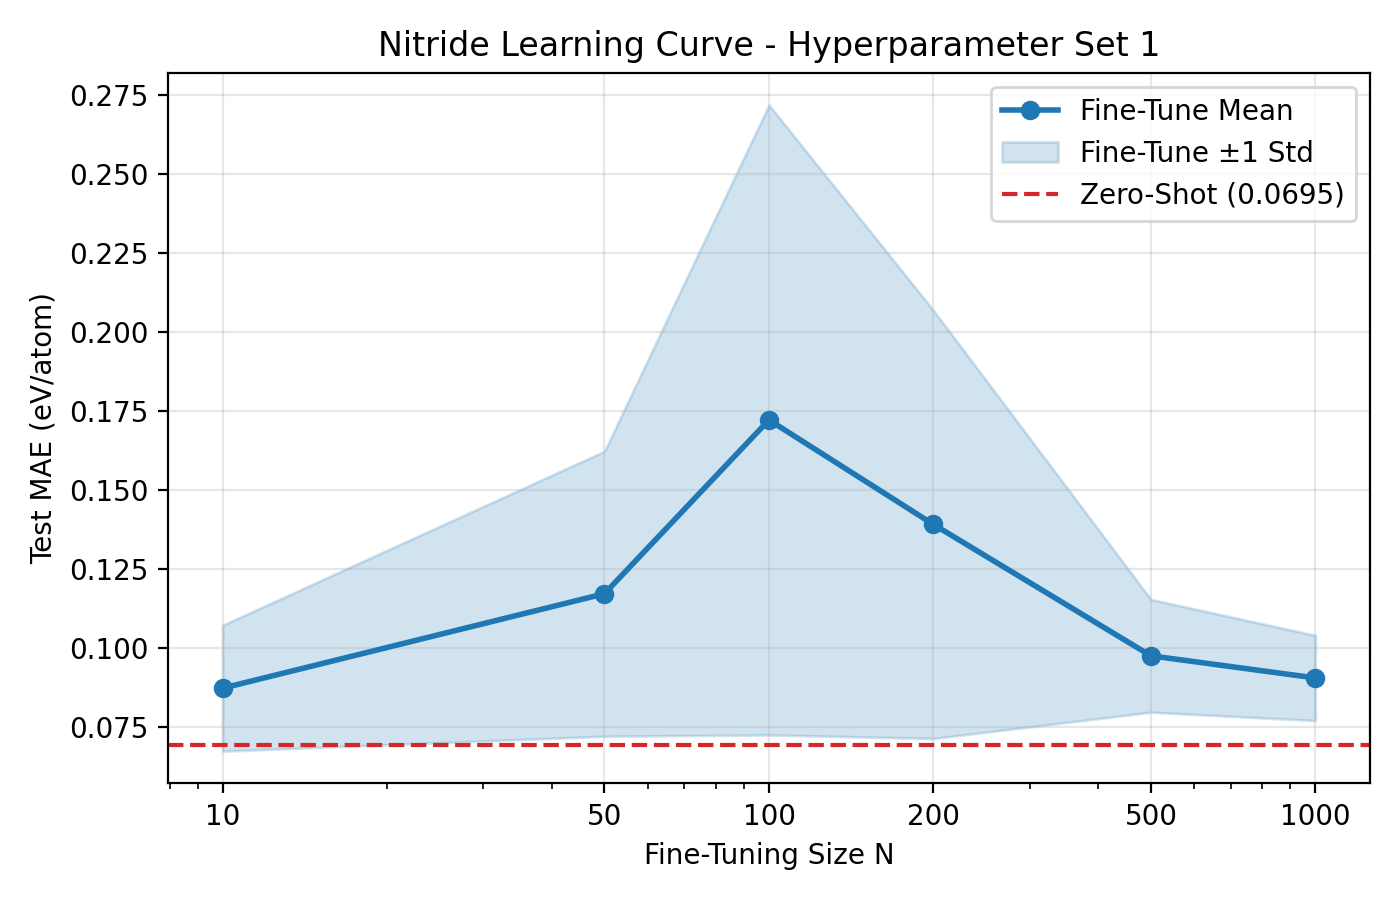 Nitride Learning Curve - Hyperparameter Set 1
Fine-Tune Mean
Fine-Tune ±1 Std
Zero-Shot (0.0695)
Test MAE (eV/atom)
0.275
0.250
0.225
0.200
0.175
0.150
0.125
0.100
0.075
10 50 100 200 500 1000
Fine-Tuning Size N